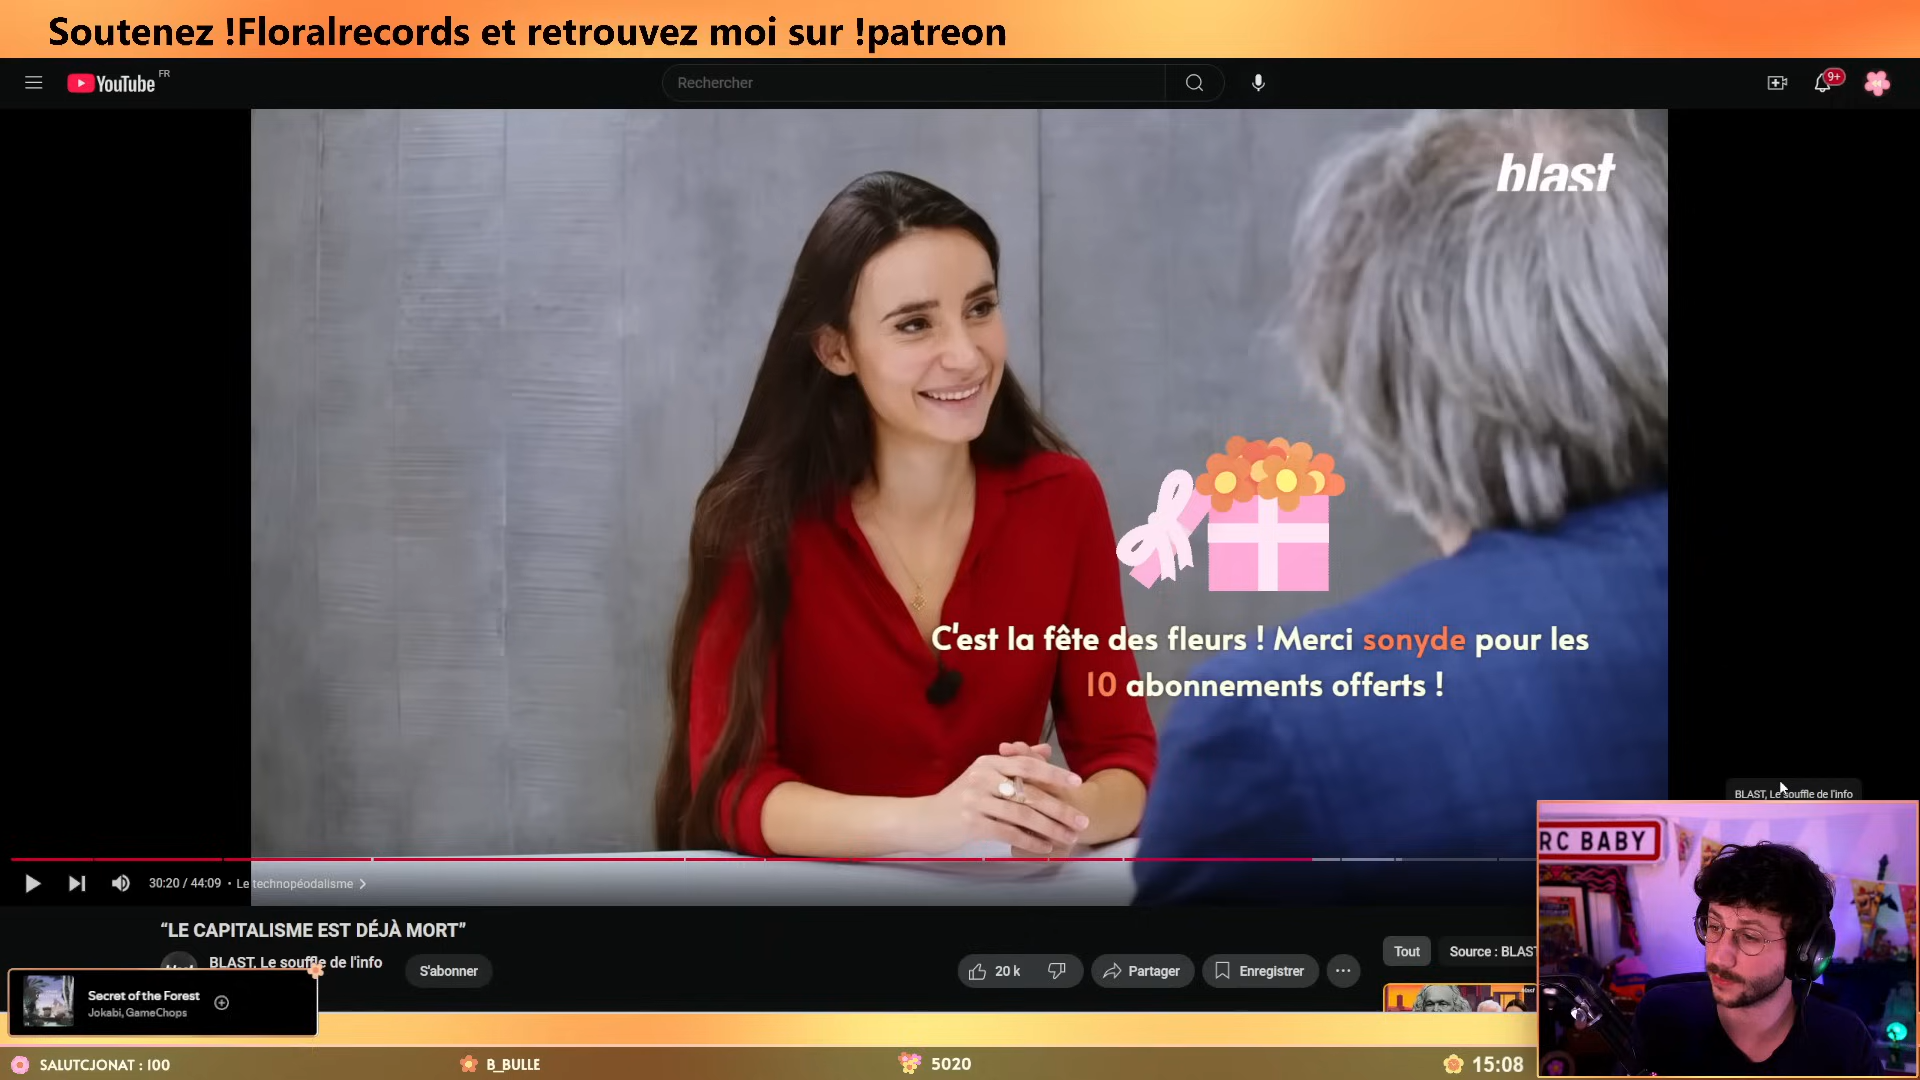 Soutenez !Floralrecords et retrouvez moi sur !patreon
YouTube FR
Rechercher
9+
blast
C'est la fête des fleurs ! Merci sonyde pour les
10 abonnements offerts !
BLAST, Le souffle de l'info
RC BABY
30:20 / 44:09 • Le technopéodalisme
“LE CAPITALISME EST DÉJÀ MORT”
BLAST, Le souffle de l'info
S'abonner
20 k
Partager
Enregistrer
Tout
Source : BLAST
Secret of the Forest
Jokabi, GameChops
SALUTCJONAT : 100
B_BULLE
5020
15:08